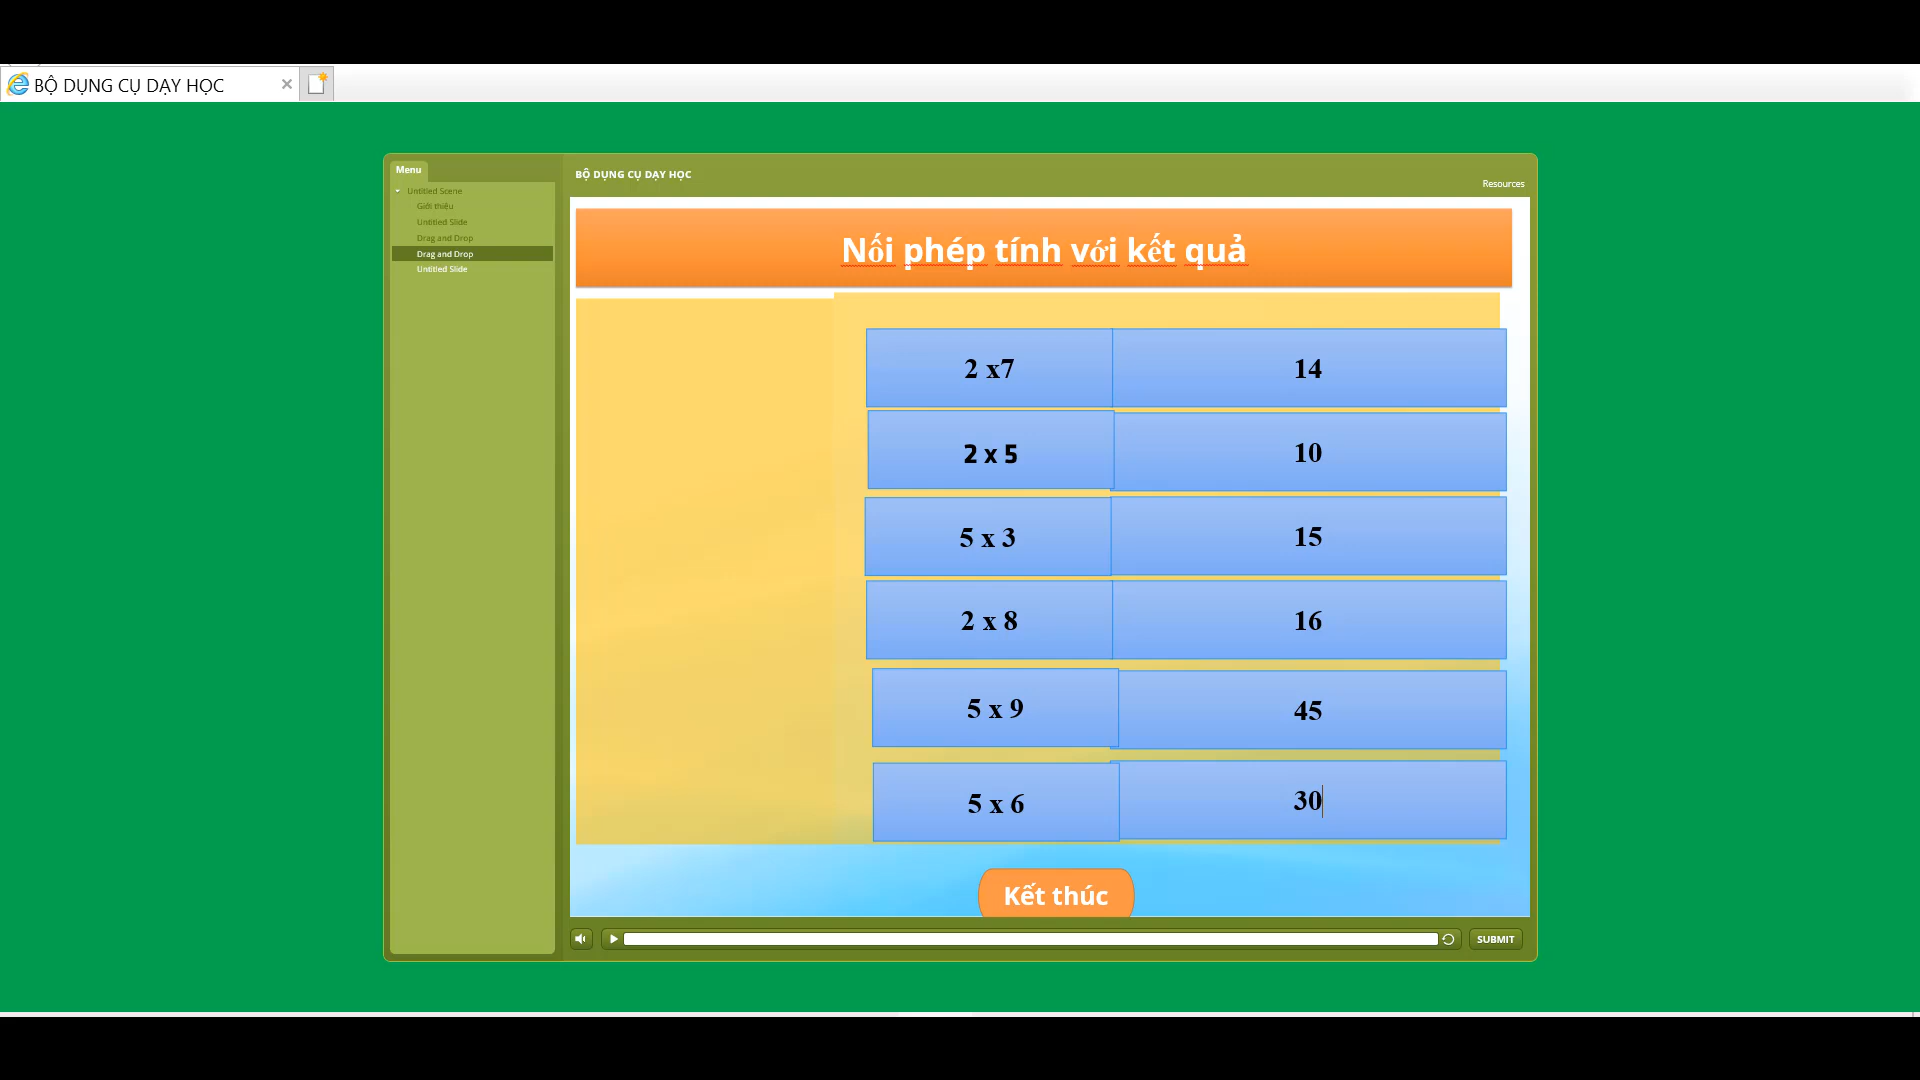 BỘ DỤNG CỤ DẠY HỌC
Menu
Untitled Scene
Giới thiệu
Untitled Slide
Drag and Drop
Drag and Drop
Untitled Slide
BỘ DỤNG CỤ DẠY HỌC
Resources
Nối phép tính với kết quả
2 x7 14
2 x 5 10
5 x 3 15
2 x 8 16
5 x 9 45
5 x 6 30
Kết thúc
SUBMIT